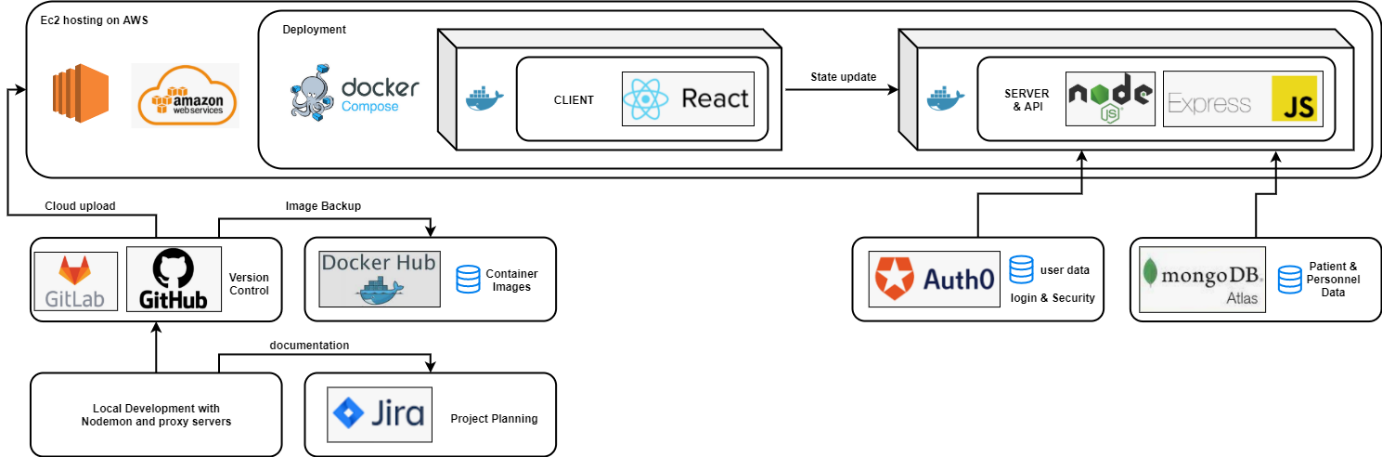 Ec2 hosting on AWS
Deployment
amazon
webservices
docker
Compose
CLIENT
React
State update
SERVER
& API
node
JS
Express
JS
Cloud upload
Image Backup
GitLab
GitHub
Version
Control
Docker Hub
Container
Images
Auth0
user data
login & Security
mongoDB®
Atlas
Patient &
Personnel
Data
documentation
Local Development with
Nodemon and proxy servers
Jira
Project Planning